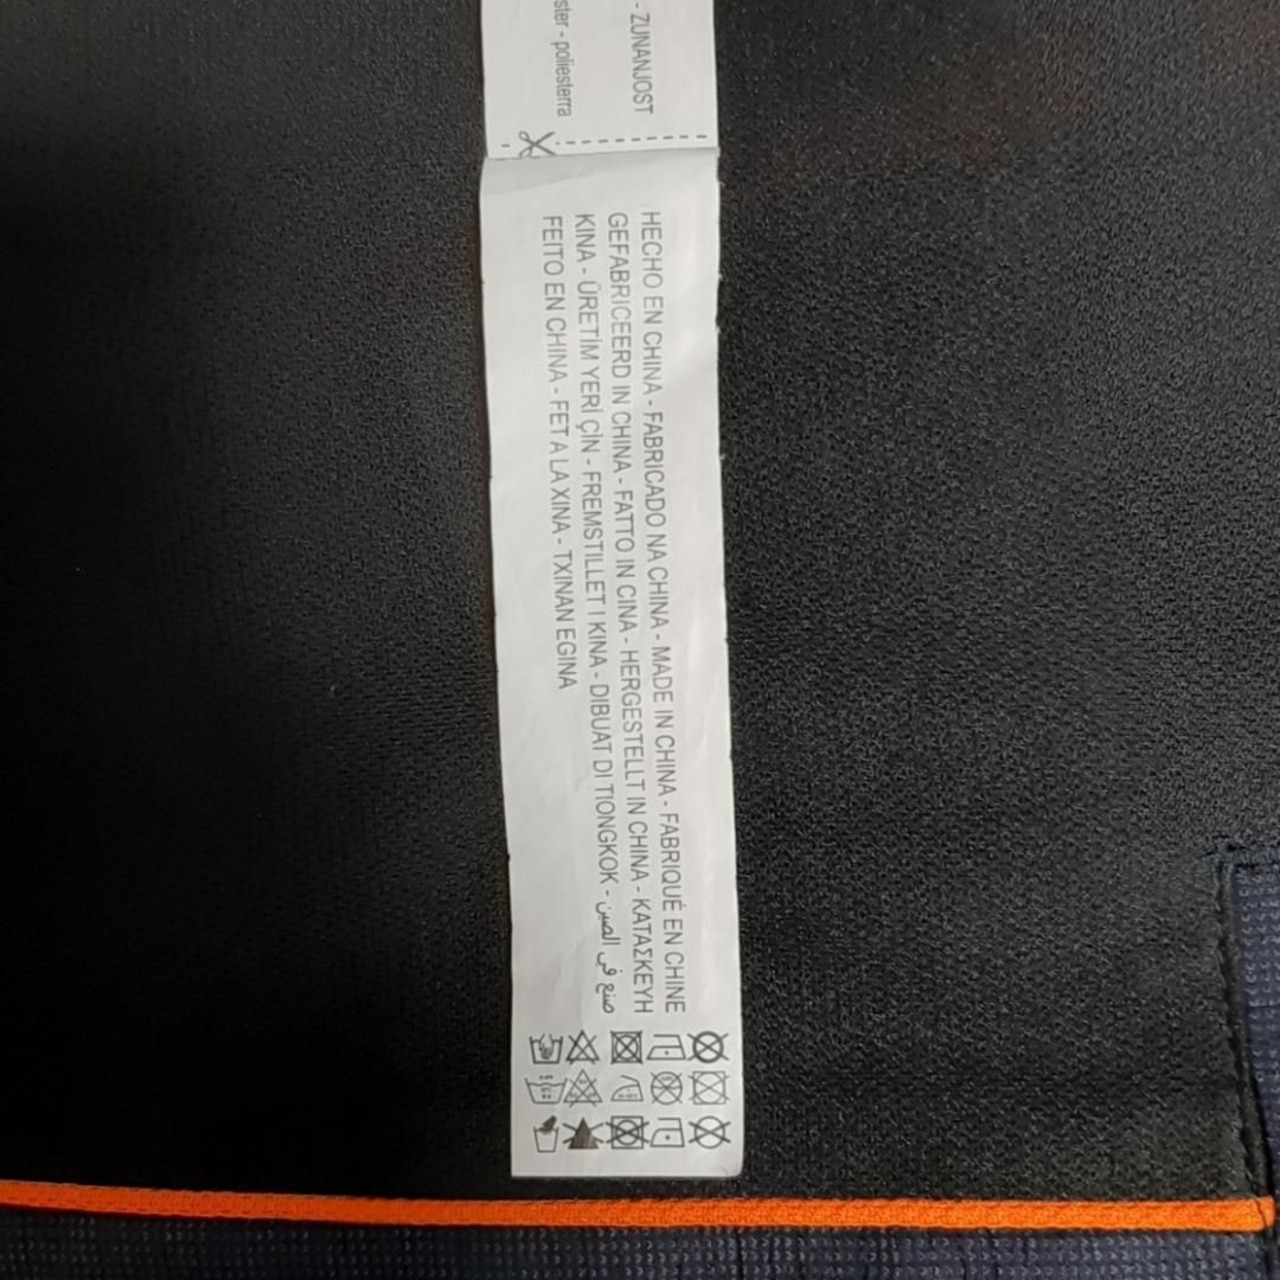 - ZUNANJOST
ster - poliesterra
HECHO EN CHINA - FABRICADO NA CHINA - MADE IN CHINA - FABRIQUÉ EN CHINE
GEFABRICEERD IN CHINA - FATTO IN CINA - HERGESTELLT IN CHINA - ΚΑΤΑΣΚΕΥΗ
KINA - ÜRETİM YERİ ÇİN - FREMSTILLET I KINA - DIBUAT DI TIONGKOK - صنع في الصين
FEITO EN CHINA - FET A LA XINA - TXINAN EGINA